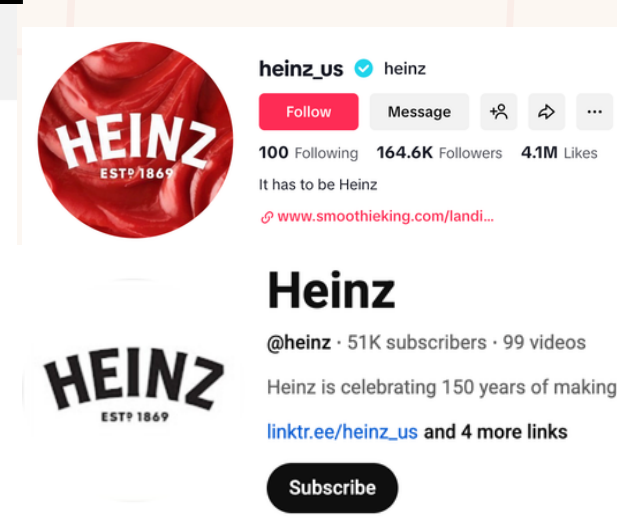 HEINZ
ESTD 1869
heinz_us heinz
Follow Message
100 Following 164.6K Followers 4.1M Likes
It has to be Heinz
www.smoothieking.com/landi...
HEINZ
ESTD 1869
Heinz
@heinz · 51K subscribers · 99 videos
Heinz is celebrating 150 years of making
linktr.ee/heinz_us and 4 more links
Subscribe